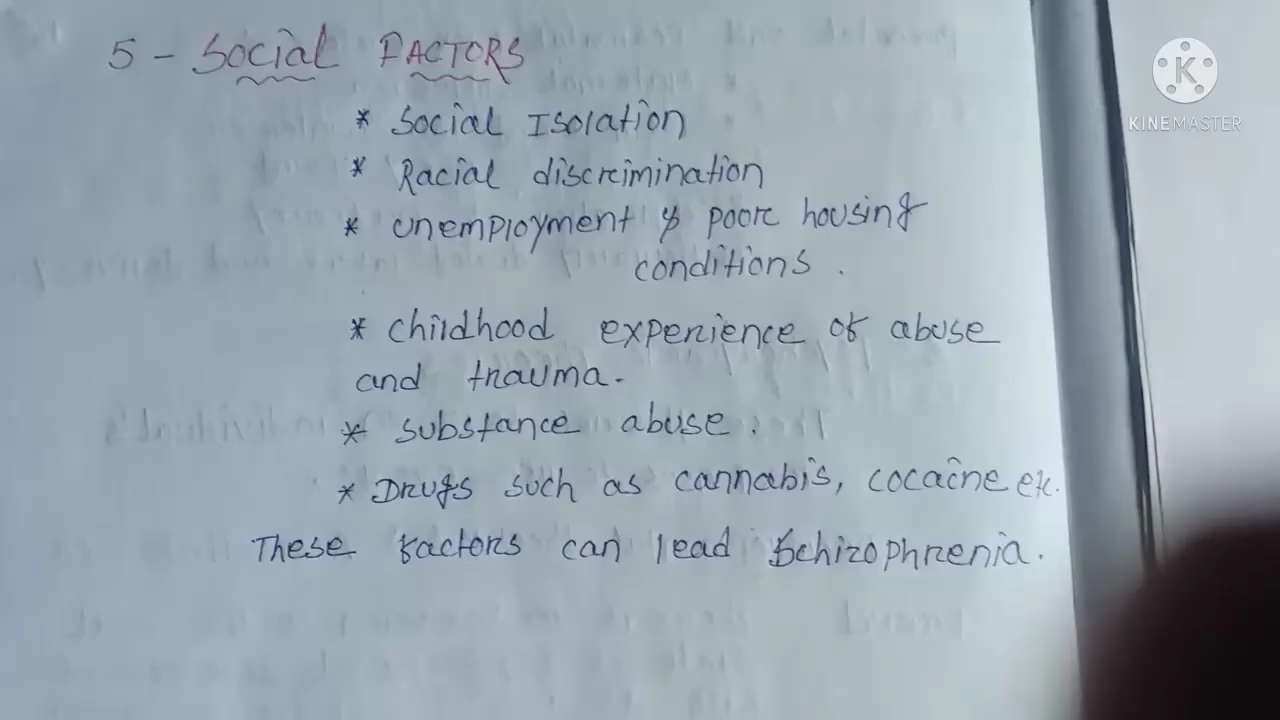 5 - Social FACTORS
* Social Isolation
* Racial discrimination
* unemployment & poor housing
conditions.
* childhood experience of abuse
and trauma.
* substance abuse.
* Drugs such as cannabis, cocaine etc.
These factors can lead Schizophrenia.
K
KINEMASTER